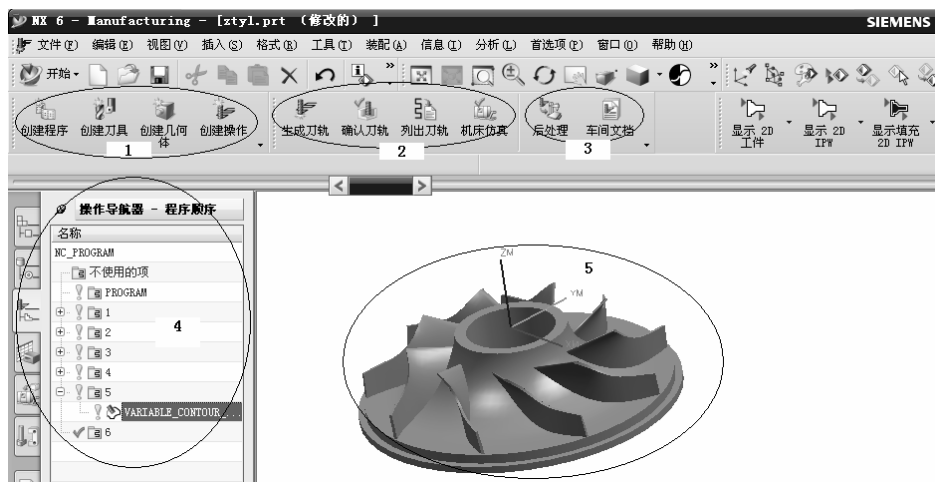 NX 6 - Manufacturing - [ztyl.prt （修改的） ]
SIEMENS
文件(F) 编辑(E) 视图(V) 插入(S) 格式(R) 工具(T) 装配(A) 信息(I) 分析(L) 首选项(P) 窗口(O) 帮助(H)
开始
创建程序 创建刀具 创建几何体 创建操作
1
生成刀轨 确认刀轨 列出刀轨 机床仿真
2
后处理 车间文档
3
显示 2D 工件
显示 2D IPW
显示填充 2D IPW
操作导航器 - 程序顺序
名称
NC_PROGRAM
不使用的项
PROGRAM
1
2
3
4
5
VARIABLE_CONTOUR_...
6
4
ZM
YM
5